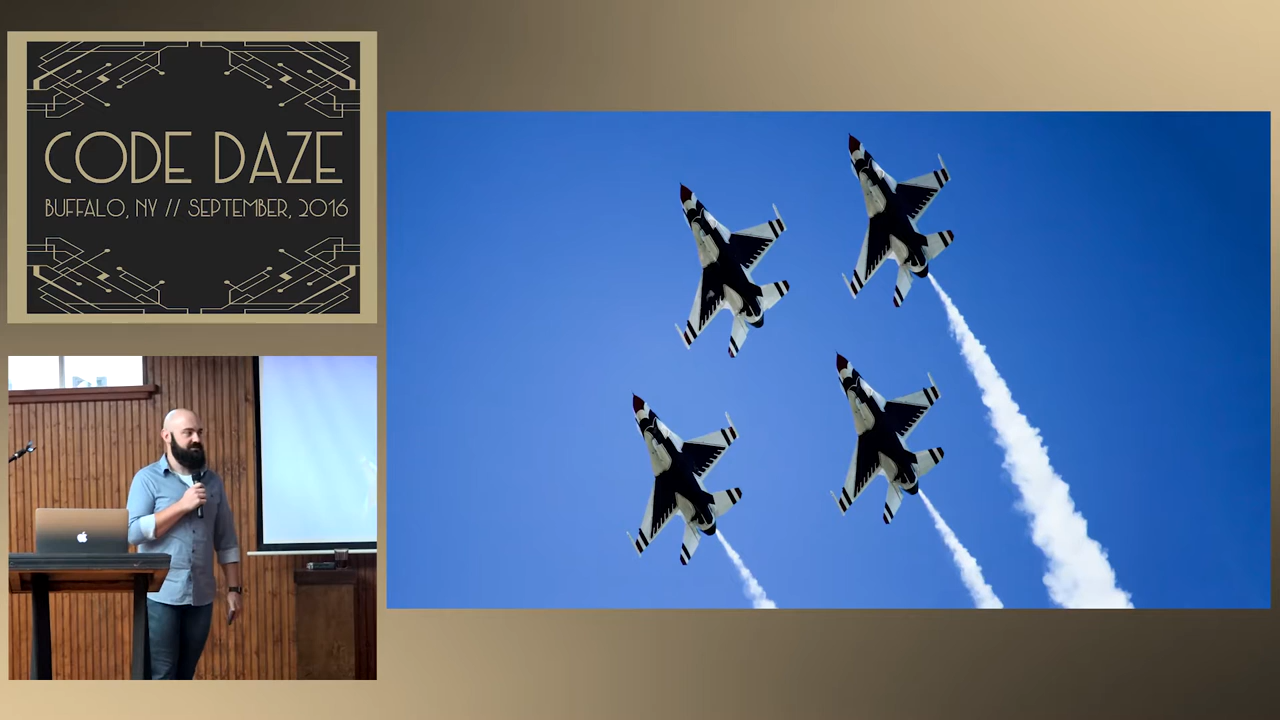 CODE DAZE
BUFFALO, NY // SEPTEMBER, 2016